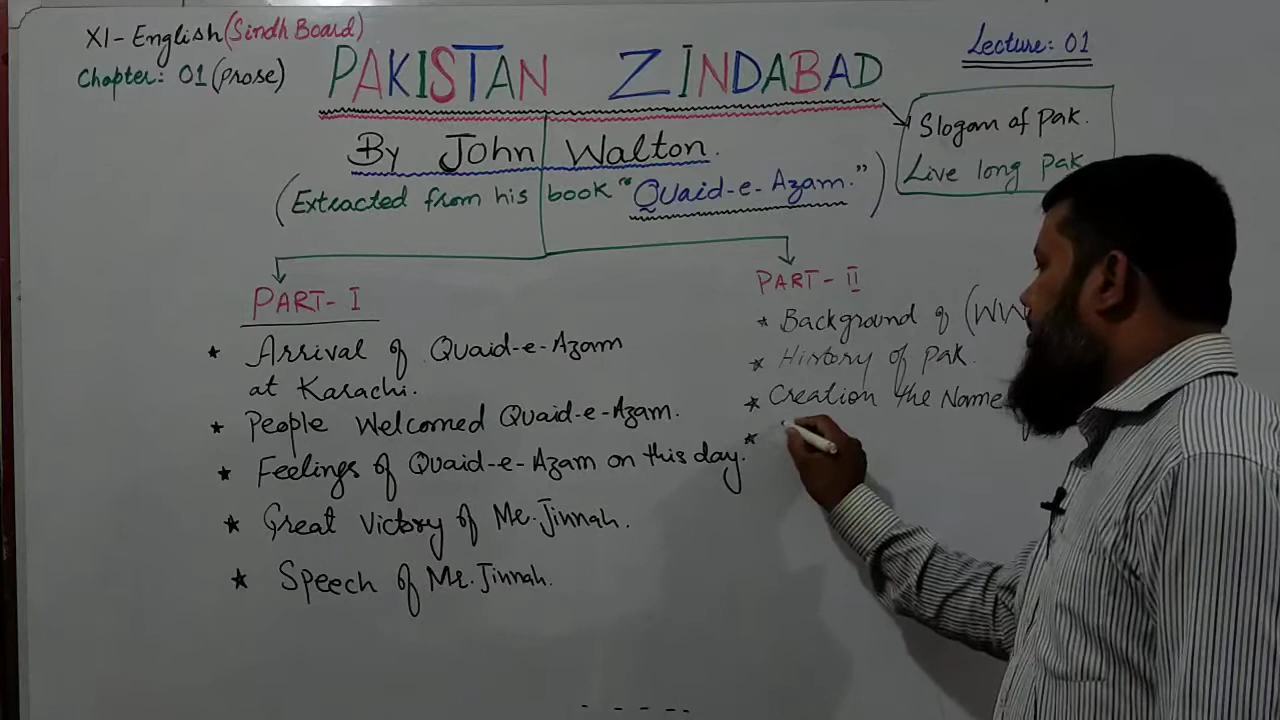 XI-English (Sindh Board)
Chapter: 01 (Prose)
PAKISTAN ZINDABAD
Lecture: 01
Slogan of Pak.
Live long Pak
By John Walton.
(Extracted from his book "Quaid-e-Azam.")
PART-I
★ Arrival of Quaid-e-Azam
at Karachi.
★ People Welcomed Quaid-e-Azam.
★ Feelings of Quaid-e-Azam on this day.
★ Great Victory of Mr. Jinnah.
★ Speech of Mr. Jinnah.
PART-II
★ Background of (WW
★ History of Pak.
★ Creation the Name
★